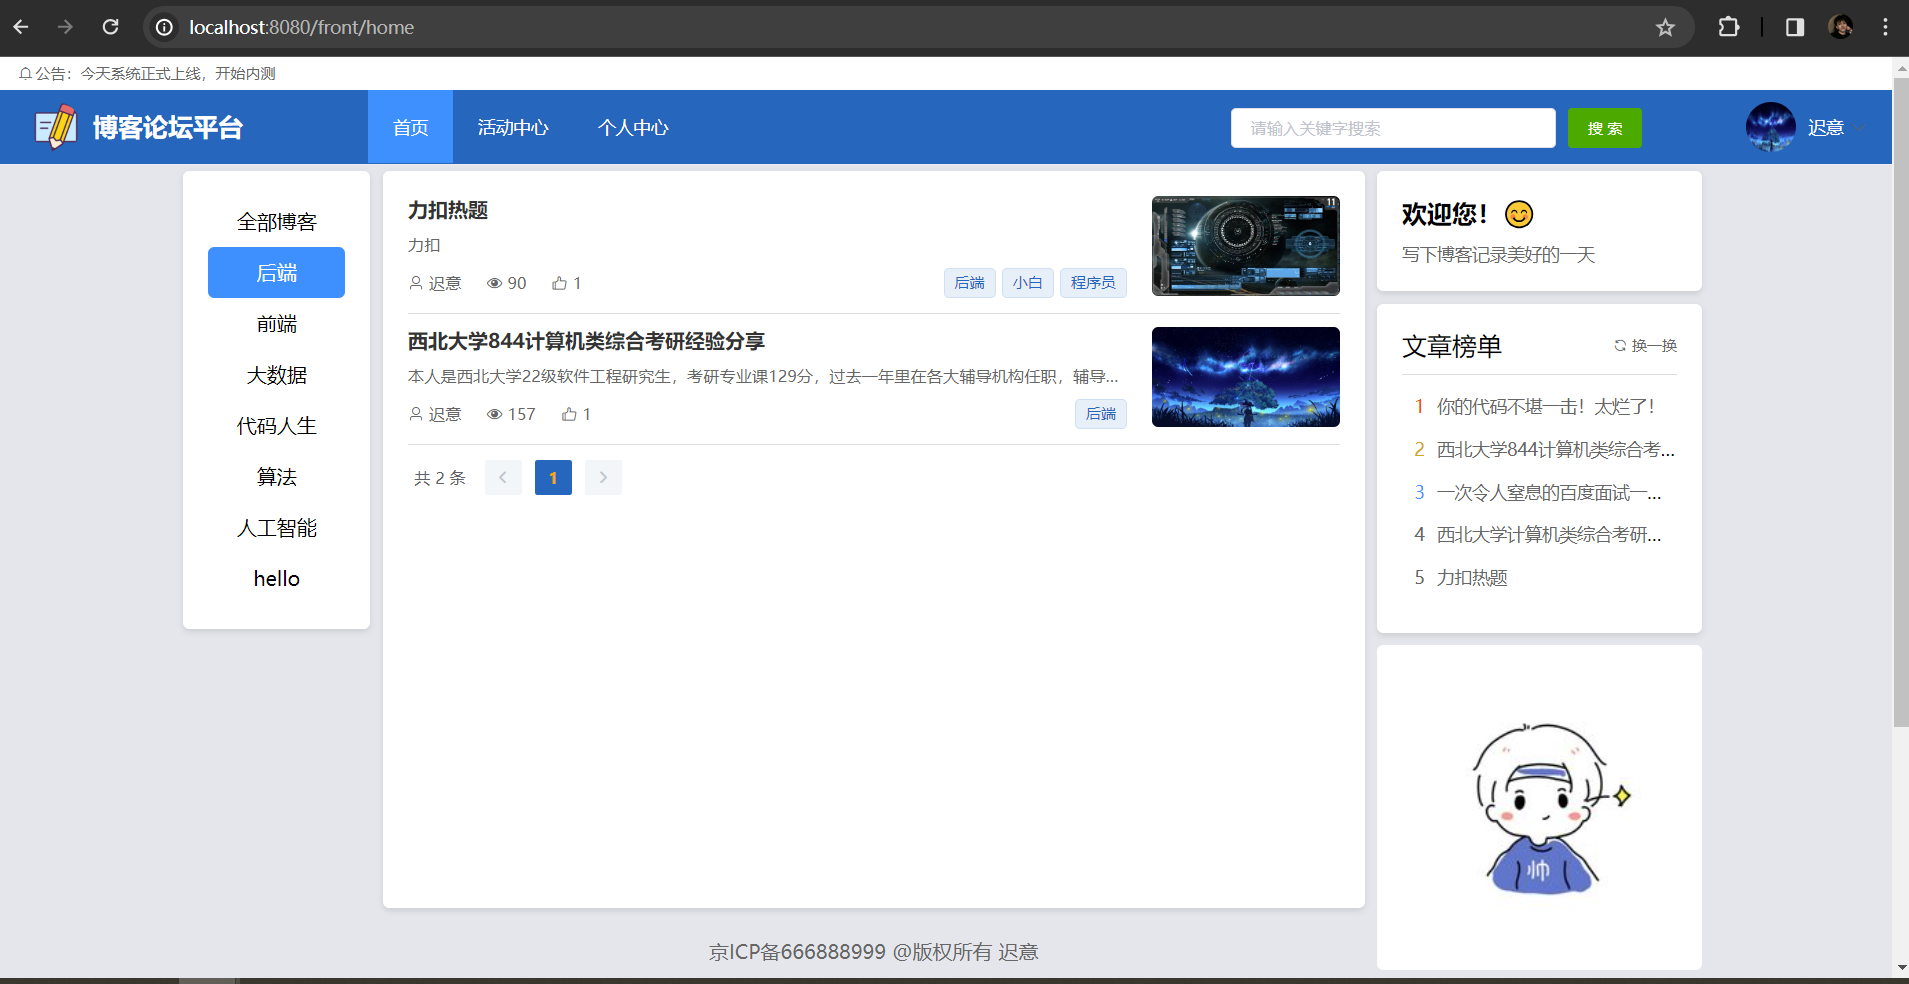 localhost:8080/front/home
公告：今天系统正式上线，开始内测
博客论坛平台
首页
活动中心
个人中心
请输入关键字搜索
搜 索
迟意
全部博客
后端
前端
大数据
代码人生
算法
人工智能
hello
力扣热题
力扣
迟意 90 1
后端 小白 程序员
11
西北大学844计算机类综合考研经验分享
本人是西北大学22级软件工程研究生，考研专业课129分，过去一年里在各大辅导机构任职，辅导...
迟意 157 1
后端
共 2 条
1
欢迎您！😊
写下博客记录美好的一天
文章榜单
换一换
1 你的代码不堪一击！太烂了！
2 西北大学844计算机类综合考...
3 一次令人窒息的百度面试一...
4 西北大学计算机类综合考研...
5 力扣热题
帅
京ICP备666888999 @版权所有 迟意